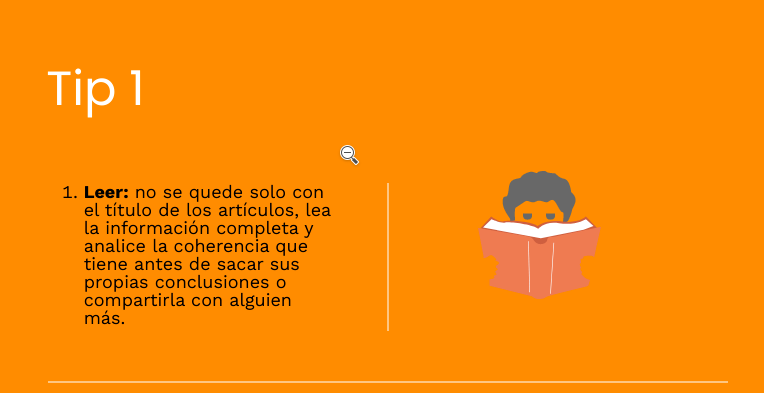 Tip 1
1. Leer: no se quede solo con
el título de los artículos, lea
la información completa y
analice la coherencia que
tiene antes de sacar sus
propias conclusiones o
compartirla con alguien
más.